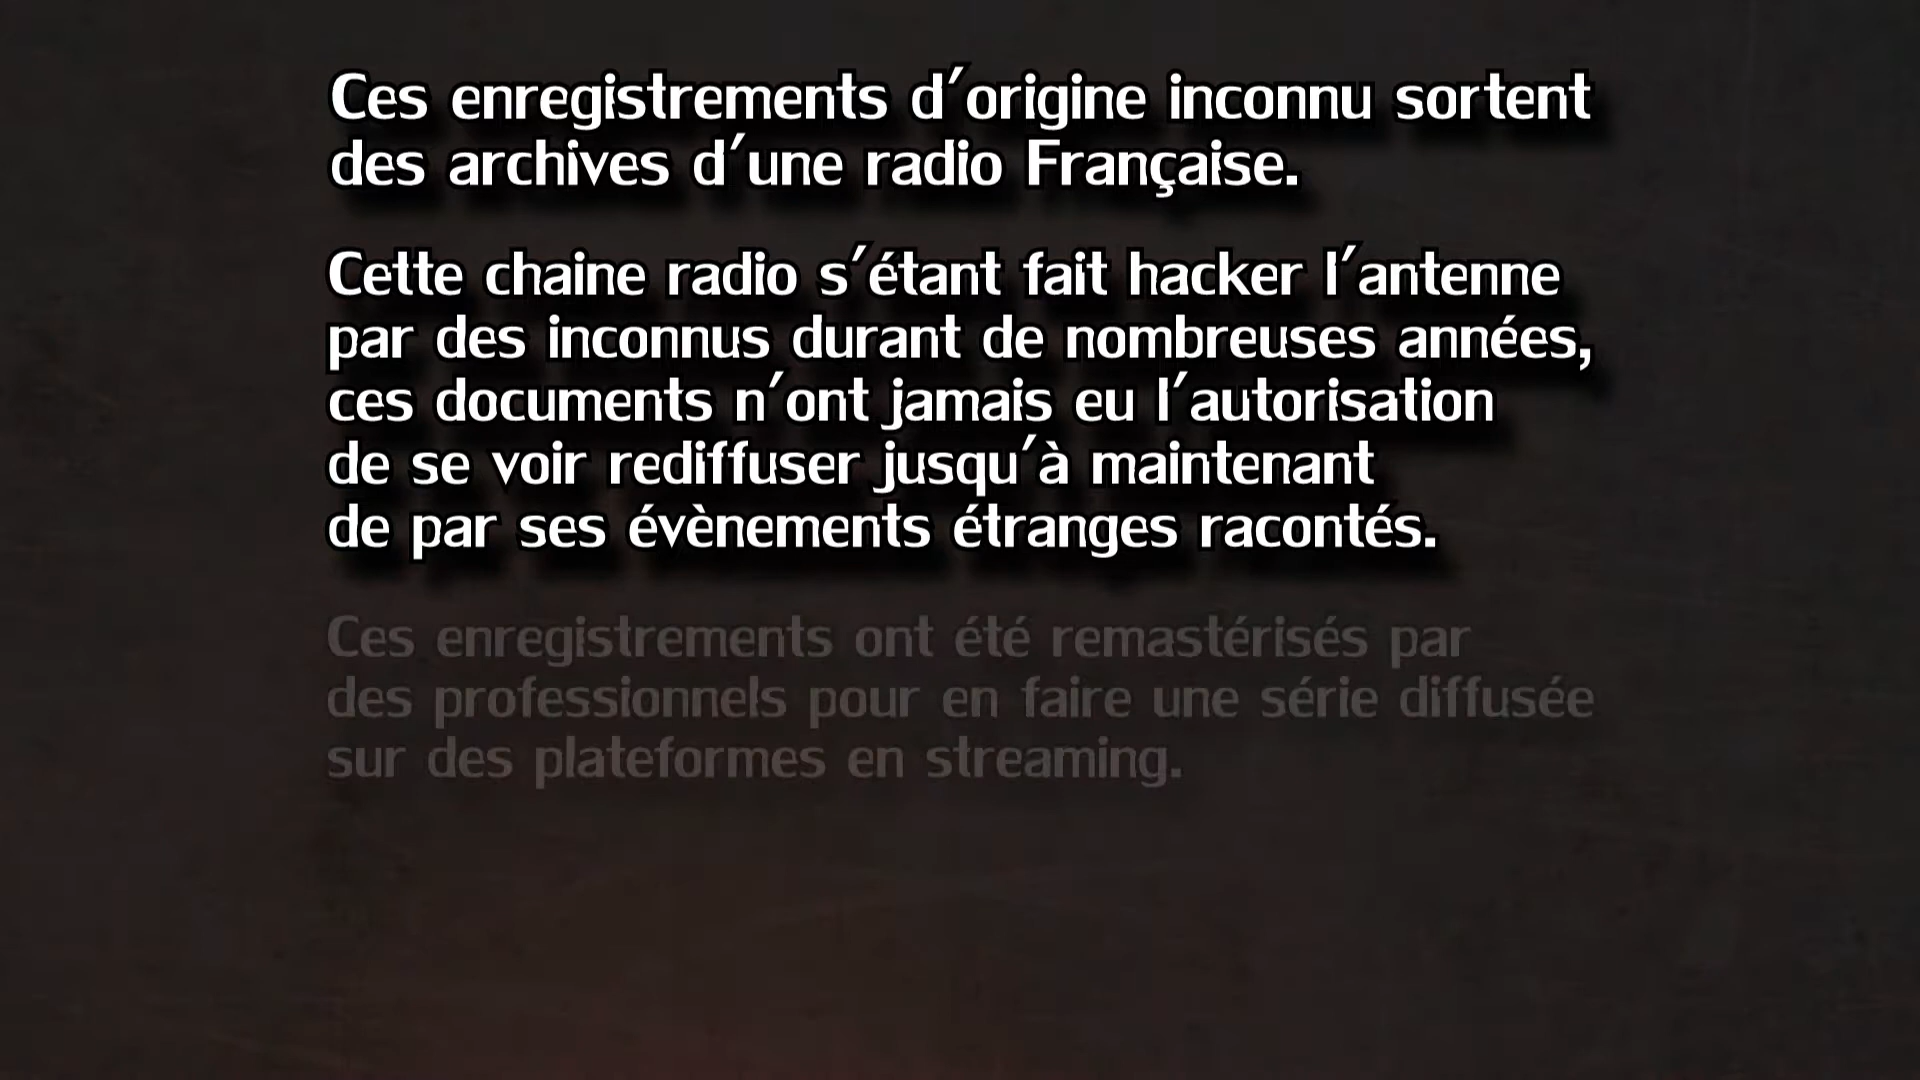 Ces enregistrements d'origine inconnu sortent
des archives d'une radio Française.
Cette chaine radio s'étant fait hacker l'antenne
par des inconnus durant de nombreuses années,
ces documents n'ont jamais eu l'autorisation
de se voir rediffuser jusqu'à maintenant
de par ses évènements étranges racontés.
Ces enregistrements ont été remastérisés par
des professionnels pour en faire une série diffusée
sur des plateformes en streaming.